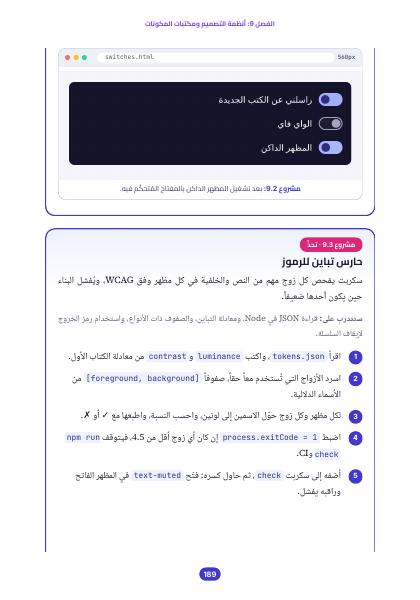 الفصل 9: أنظمة التصميم ومكتبات المكونات
switches.html
560px
راسلني عن الكتب الجديدة
الواي فاي
المظهر الداكن
مشروع 9.2: بعد تشغيل المظهر الداكن بالمفتاح المُتحكَّم فيه.
مشروع 9.3 · تحدٍّ
حارس تباين للرموز
سكربت يفحص كل زوج مهم من النص والخلفية في كل مظهر وفق WCAG، ويُفشل البناء
حين يكون أحدها ضعيفاً.
ستتدرب على: قراءة JSON في Node، ومعادلة التباين، والصفوف ذات الأنواع، واستخدام رمز الخروج
لإيقاف السلسلة.
1 اقرأ tokens.json، واكتب luminance و contrast من معادلة الكتاب الأول.
2 اسرد الأزواج التي تُستخدم معاً حقاً، صفوفاً [foreground, background] من
الأسماء الدلالية.
3 لكل مظهر وكل زوج حوّل الاسمين إلى لونين، واحسب النسبة، واطبعها مع ✓ أو ✗.
4 اضبط process.exitCode = 1 إن كان أي زوج أقل من 4.5، فيتوقف npm run
check وCI.
5 أضفه إلى سكربت check، ثم حاول كسره: فتّح text-muted في المظهر الفاتح
وراقبه يفشل.
189